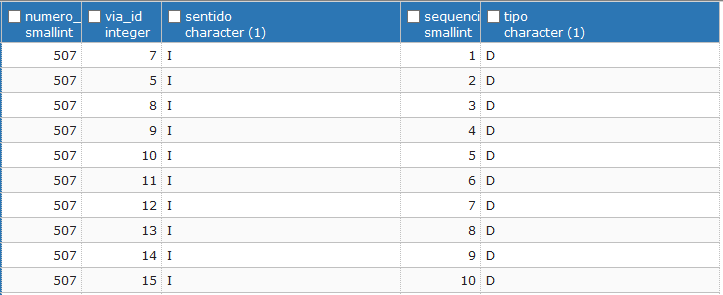 numero_ via_id sentido sequenci tipo
smallint integer character (1) smallint character (1)
507 7 I 1 D
507 5 I 2 D
507 8 I 3 D
507 9 I 4 D
507 10 I 5 D
507 11 I 6 D
507 12 I 7 D
507 13 I 8 D
507 14 I 9 D
507 15 I 10 D